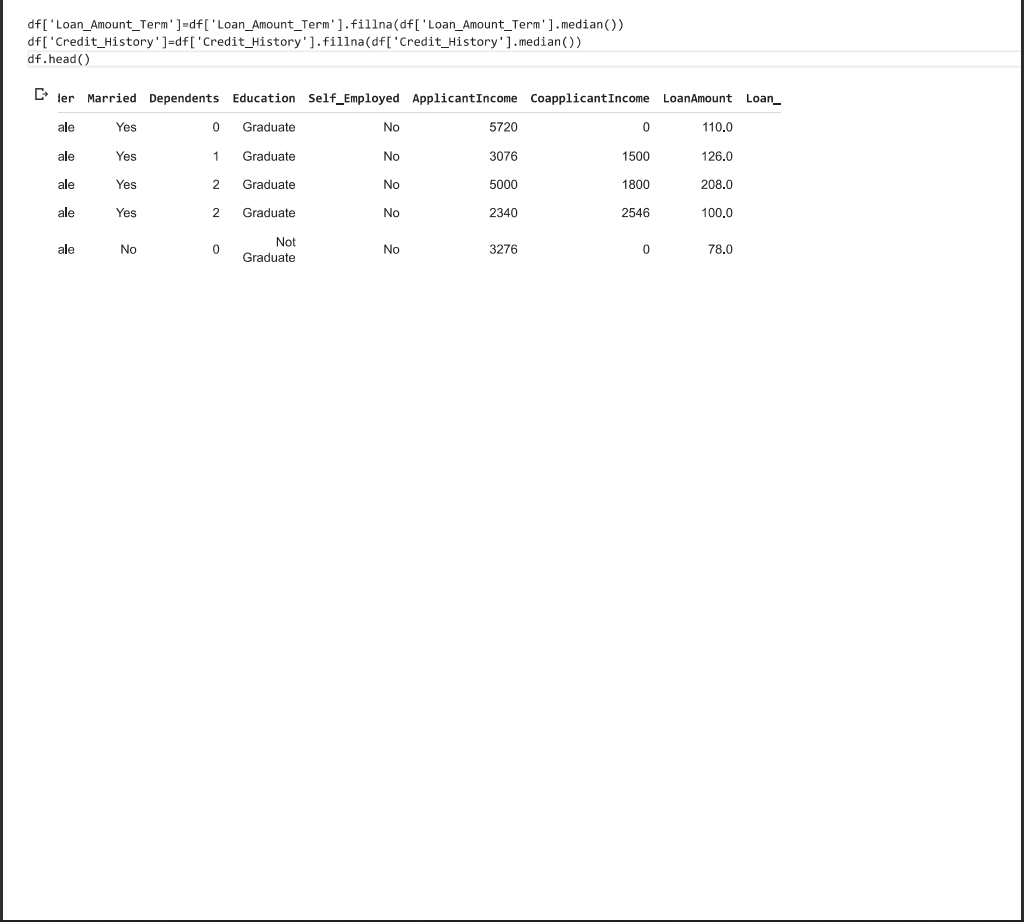 df['Loan_Amount_Term']=df['Loan_Amount_Term'].fillna(df['Loan_Amount_Term'].median())
df['Credit_History']=df['Credit_History'].fillna(df['Credit_History'].median())
df.head()
der Married Dependents Education Self_Employed ApplicantIncome CoapplicantIncome LoanAmount Loan_
ale Yes 0 Graduate No 5720 0 110.0
ale Yes 1 Graduate No 3076 1500 126.0
ale Yes 2 Graduate No 5000 1800 208.0
ale Yes 2 Graduate No 2340 2546 100.0
ale No 0 Not Graduate No 3276 0 78.0